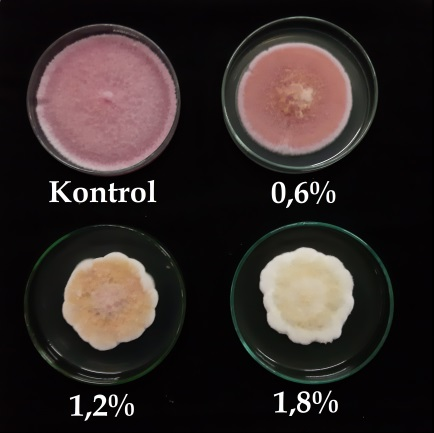 Kontrol
0,6%
1,2%
1,8%